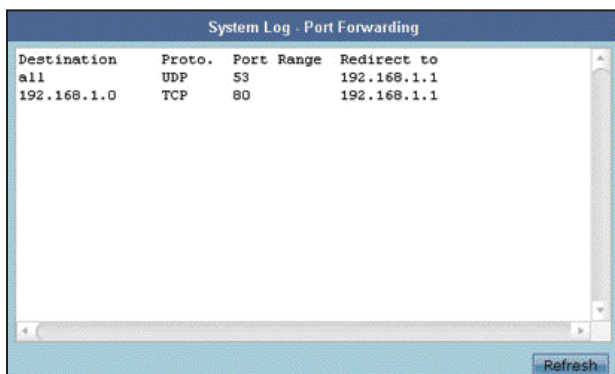 System Log - Port Forwarding
Destination Proto. Port Range Redirect to
all UDP 53 192.168.1.1
192.168.1.0 TCP 80 192.168.1.1
Refresh